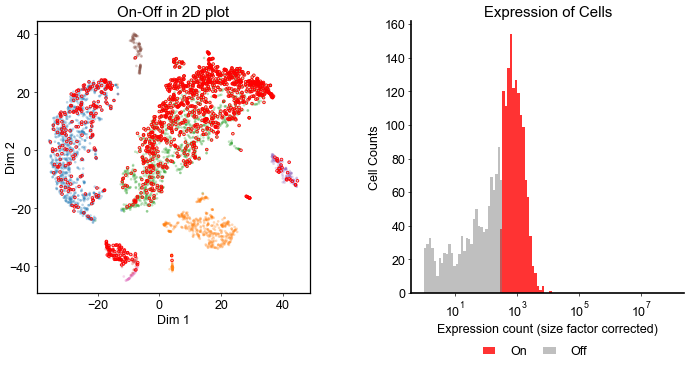 On-Off in 2D plot
40
20
0
−20
−40
−20
0
20
40
Dim 1
Dim 2
Expression of Cells
160
140
120
100
80
60
40
20
0
10^1
10^3
10^5
10^7
Cell Counts
Expression count (size factor corrected)
On
Off